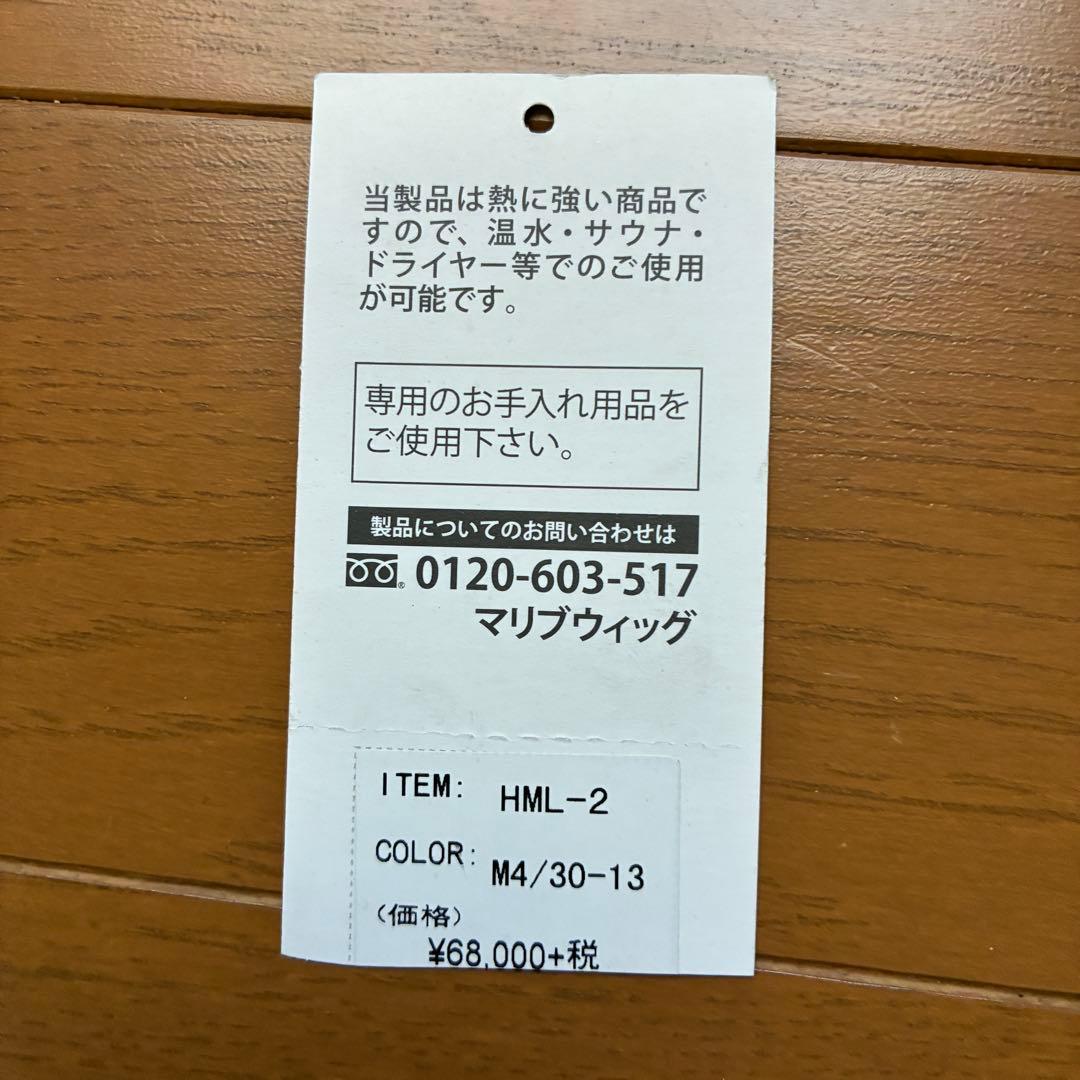 当製品は熱に強い商品で
すので、温水・サウナ・
ドライヤー等でのご使用
が可能です。
専用のお手入れ用品を
ご使用下さい。
製品についてのお問い合わせは
0120-603-517
マリブウィッグ
ITEM: HML-2
COLOR: M4/30-13
(価格)
¥68,000+税